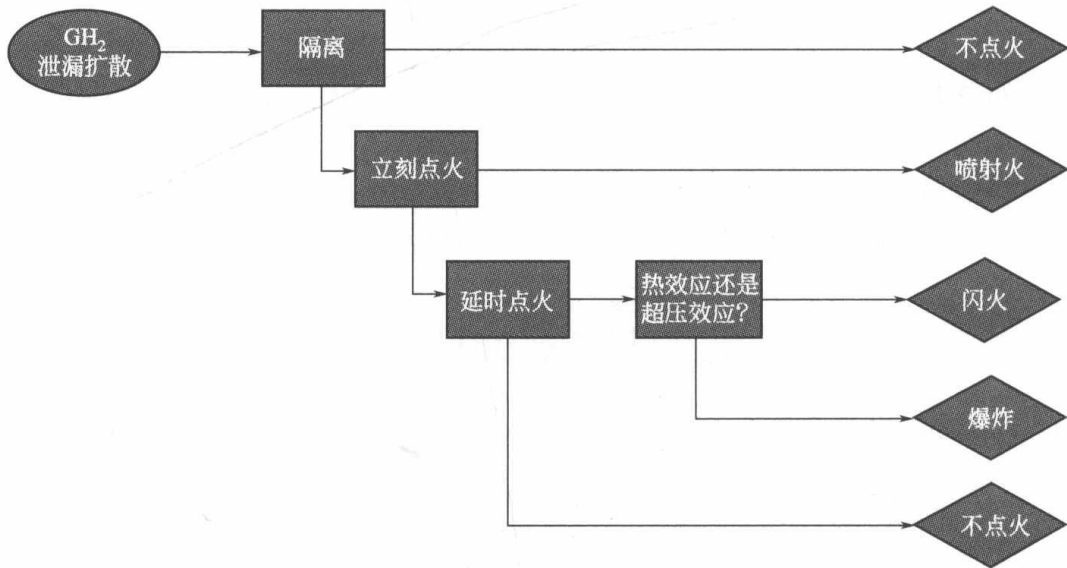 GH₂
泄漏扩散
隔离
不点火
立刻点火
喷射火
延时点火
热效应还是
超压效应?
闪火
爆炸
不点火